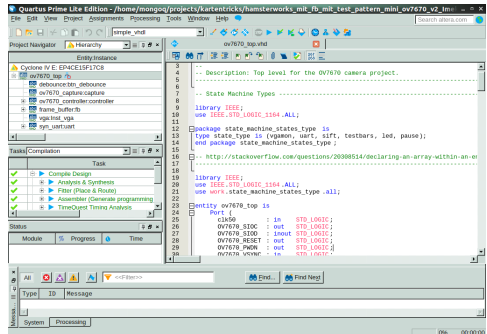 Quartus Prime Lite Edition - /home/mongoq/projects/kartentricks/hamsterworks_mit_fb_mit_test_pattern_mini_ov7670_v2_Ime
File Edit View Project Assignments Processing Tools Window Help
Search altera.com
simple_vhdl
Project Navigator
Hierarchy
Entity:Instance
Cyclone IV E: EP4CE15F17C8
ov7670_top
debounce:btn_debounce
ov7670_capture:capture
ov7670_controller:controller
frame_buffer:fb
vga:Inst_vga
syn_uart:uart
Tasks
Compilation
Task
Compile Design
Analysis & Synthesis
Fitter (Place & Route)
Assembler (Generate programming
TimeQuest Timing Analysis
Status
Module % Progress Time
ov7670_top.vhd
3 --
4 -- Description: Top level for the OV7670 camera project.
5
6
7 -- State Machine Types
8
9 library IEEE;
10 use IEEE.STD_LOGIC_1164.ALL;
11
12 package state_machine_states_type is
13 type state_type is (vgamon, uart, sift, testbars, led, pause);
14 end package state_machine_states_type ;
15
16 -- http://stackoverflow.com/questions/20308514/declaring-an-array-within-an-en
17
18
19 library IEEE;
20 use IEEE.STD_LOGIC_1164.ALL;
21 use work.state_machine_states_type .all;
22
23 entity ov7670_top is
24 Port (
25 clk50 : in STD_LOGIC;
26 OV7670_SIOC : out STD_LOGIC;
27 OV7670_SIOD : inout STD_LOGIC;
28 OV7670_RESET : out STD_LOGIC;
29 OV7670_PWDN : out STD_LOGIC;
30 OV7670_VSYNC : in STD_LOGIC;
All
<<Filter>>
Find...
Find Next
Type ID Message
System Processing
0% 00:00:00